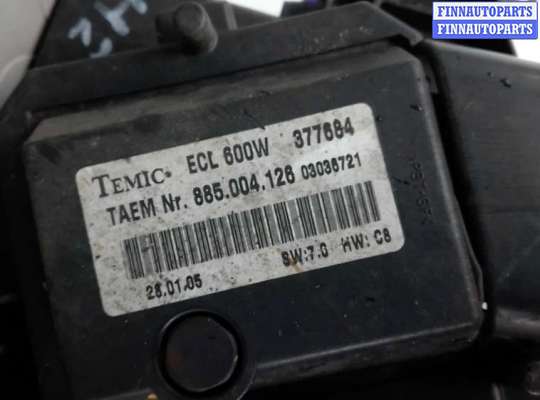 FINNAUTOPARTS
FINNAUTOPARTS
TEMIC ECL 600W 377684
TAEM Nr. 885.004.126 03036721
SW:7.0 HW: C8
28.01.05